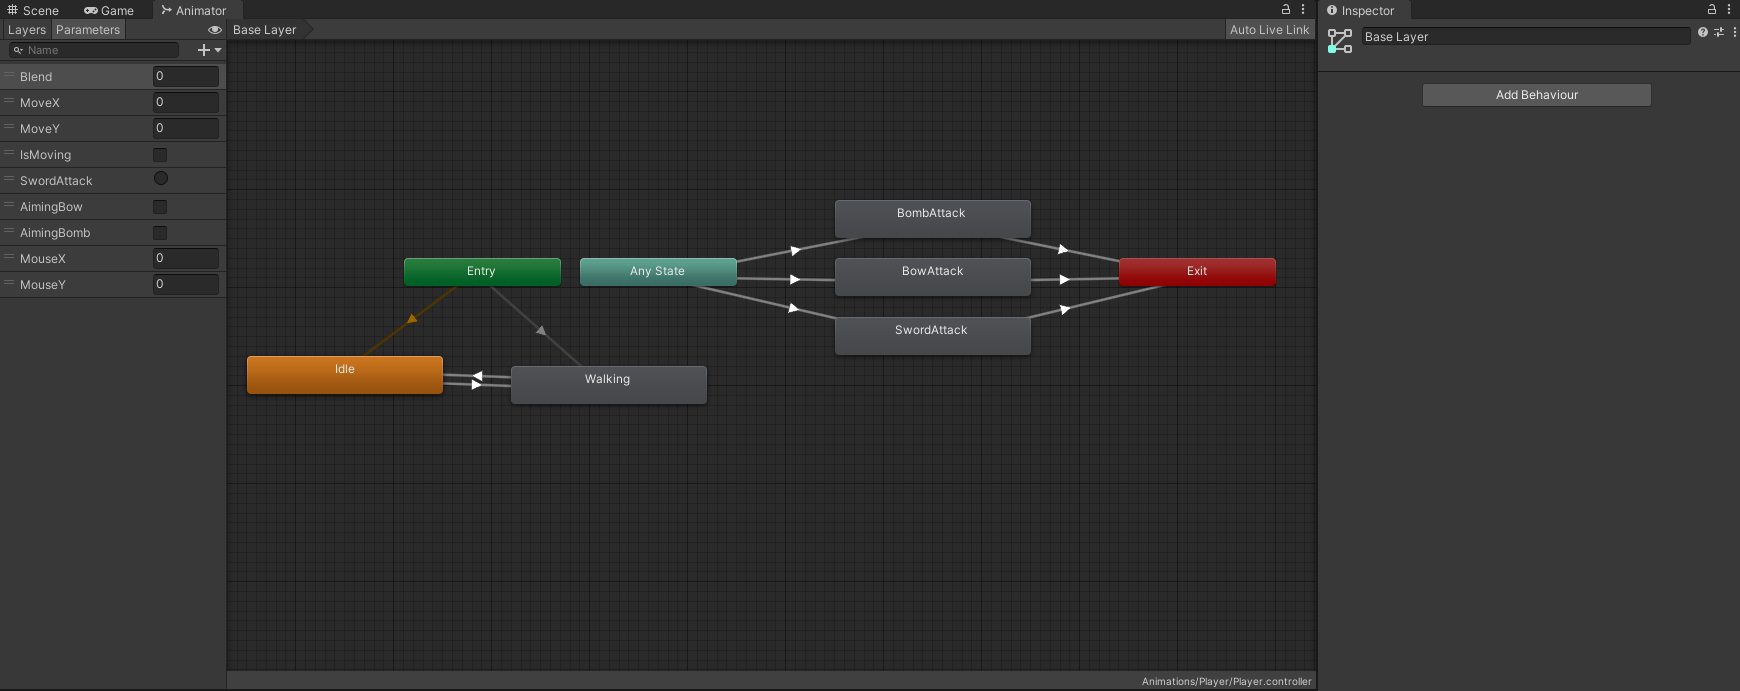 Scene Game Animator
Layers Parameters
Base Layer
Auto Live Link
Name
Blend 0
MoveX 0
MoveY 0
IsMoving
SwordAttack
AimingBow
AimingBomb
MouseX 0
MouseY 0
Entry
Any State
BombAttack
BowAttack
SwordAttack
Exit
Idle
Walking
Animations/Player/Player.controller
Inspector
Base Layer
Add Behaviour